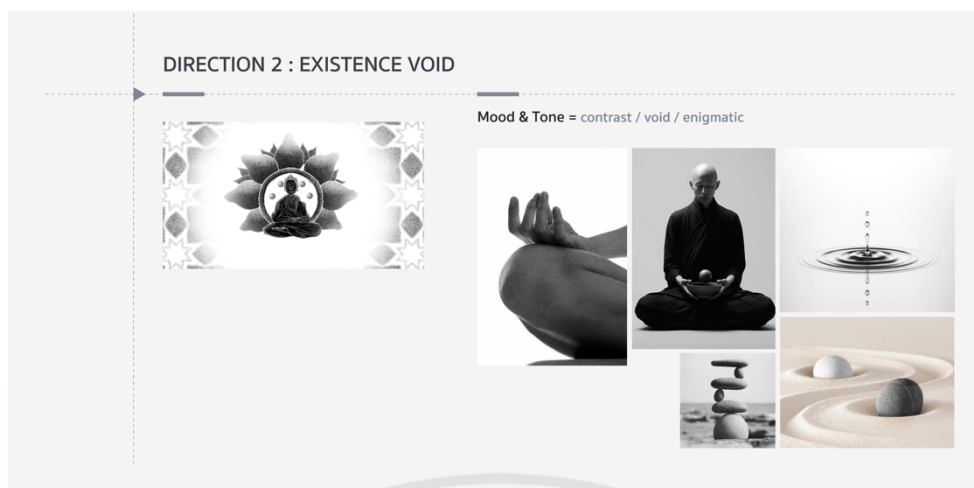 DIRECTION 2 : EXISTENCE VOID
Mood & Tone = contrast / void / enigmatic